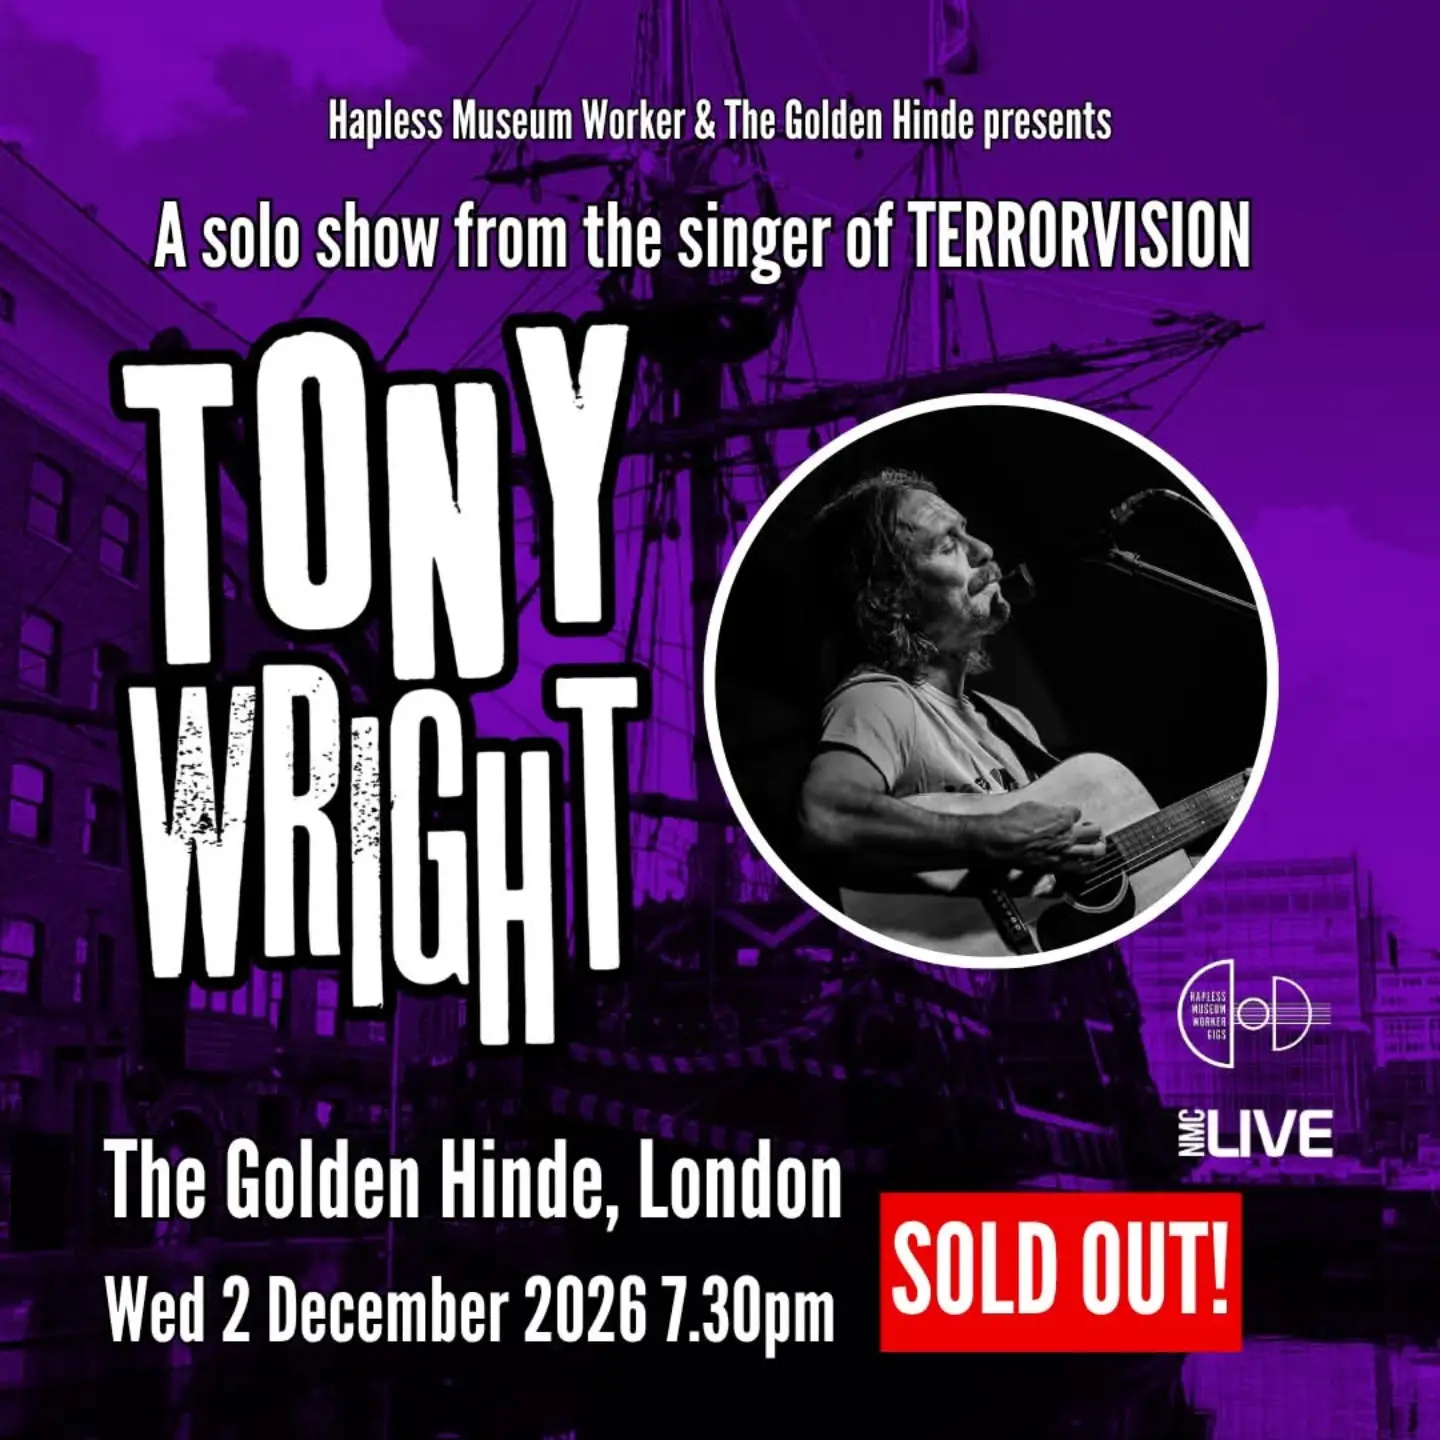 Hapless Museum Worker & The Golden Hinde presents
A solo show from the singer of TERRORVISION
TONY
WRIGHT
HAPLESS
MUSEUM
WORKER
GIGS
NMC LIVE
The Golden Hinde, London
Wed 2 December 2026 7.30pm
SOLD OUT!